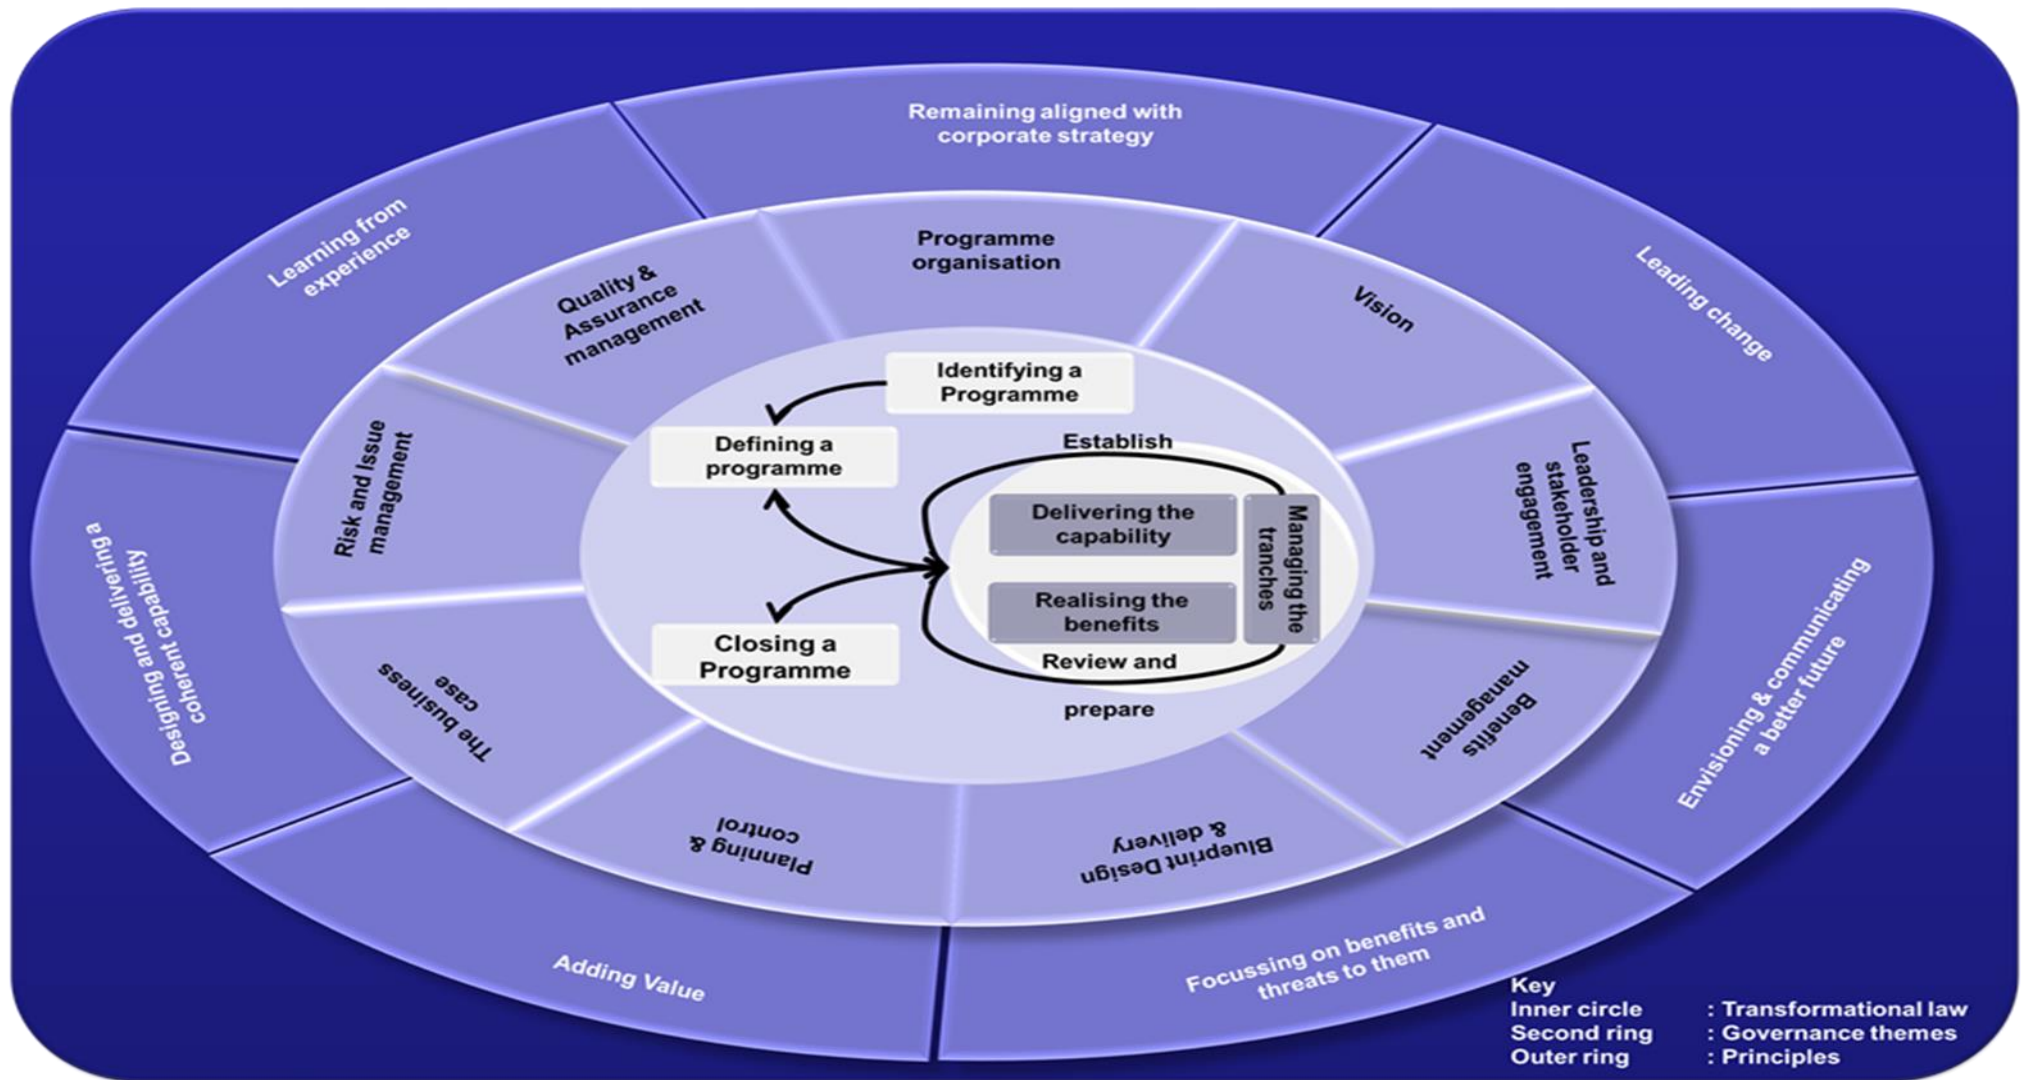 Remaining aligned with
corporate strategy
Learning from
experience
Leading change
Programme
organisation
Quality &
Assurance
management
Vision
Identifying a
Programme
Defining a
programme
Establish
Risk and Issue
management
Leadership and
stakeholder
engagement
Delivering the
capability
Managing the
tranches
Realising the
benefits
Designing and delivering a
coherent capability
Envisioning & communicating
a better future
Closing a
Programme
Review and
prepare
The business
case
Benefits
management
Planning &
control
Blueprint Design
& delivery
Adding Value
Focussing on benefits and
threats to them
Key
Inner circle : Transformational law
Second ring : Governance themes
Outer ring : Principles